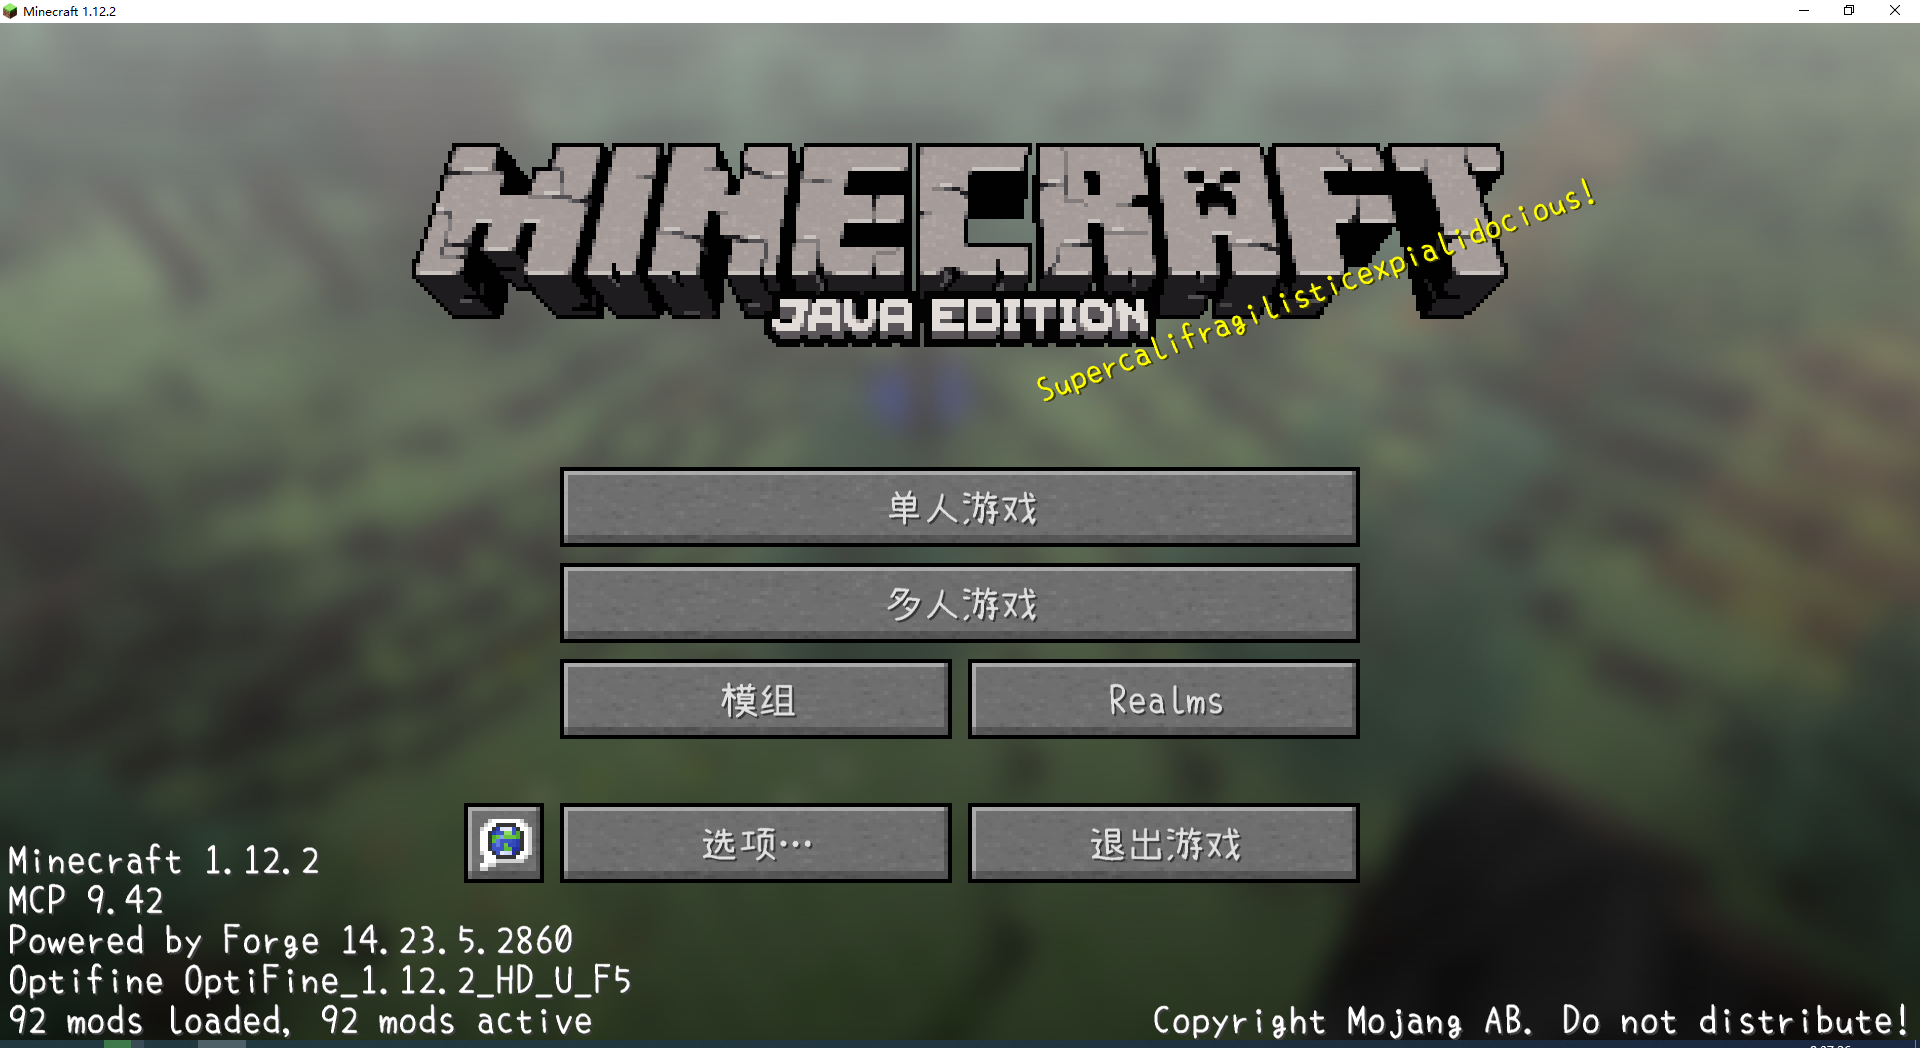 Minecraft 1.12.2
MINECRAFT
JAVA EDITION
Supercalifragilisticexpialidocious!
单人游戏
多人游戏
模组
Realms
选项…
退出游戏
Minecraft 1.12.2
MCP 9.42
Powered by Forge 14.23.5.2860
Optifine OptiFine_1.12.2_HD_U_F5
92 mods loaded, 92 mods active
Copyright Mojang AB. Do not distribute!